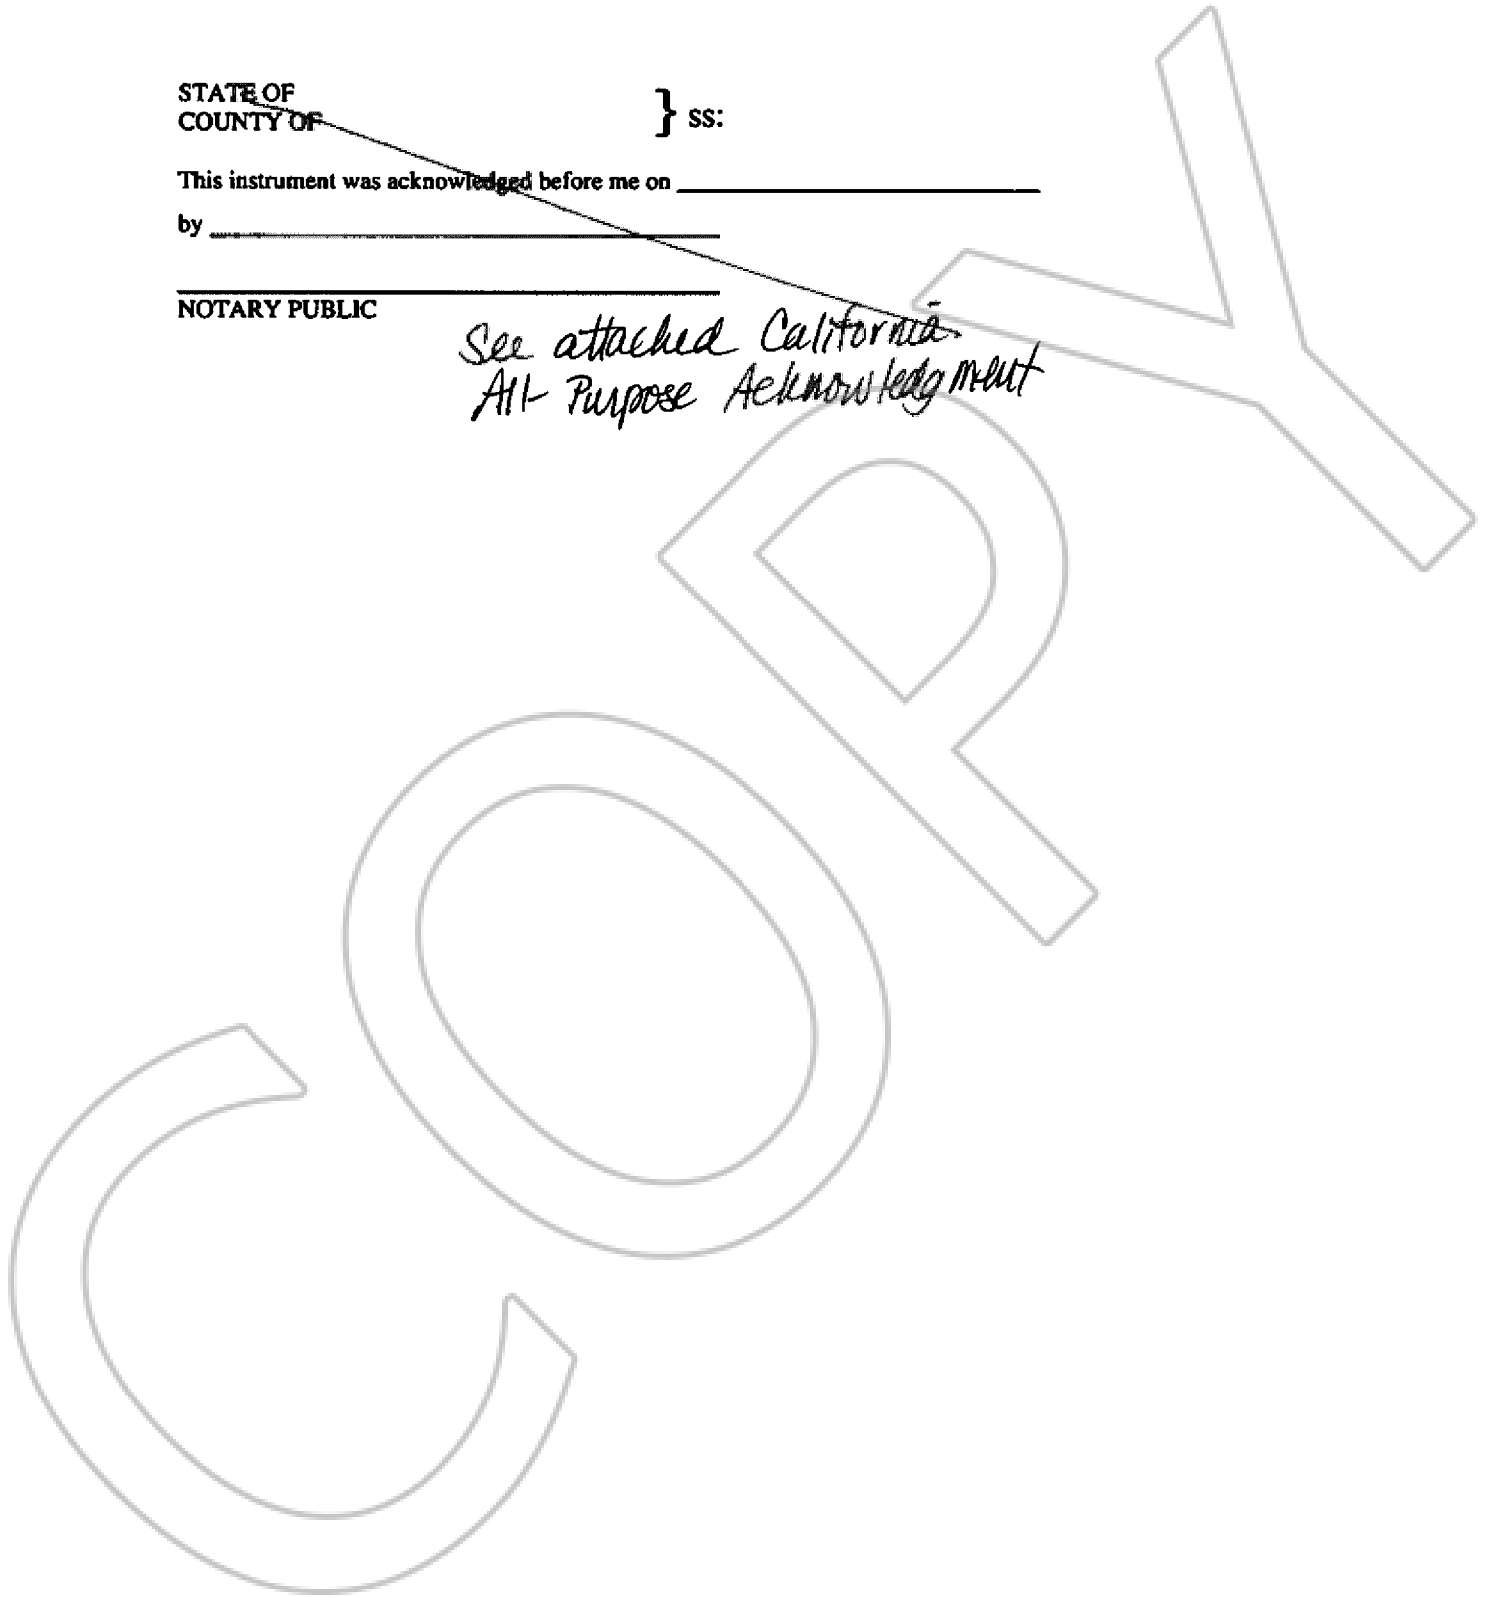 STATE OF
COUNTY OF
} ss:
This instrument was acknowledged before me on
by
NOTARY PUBLIC
See attached California
All-Purpose Acknowledgment
COPY